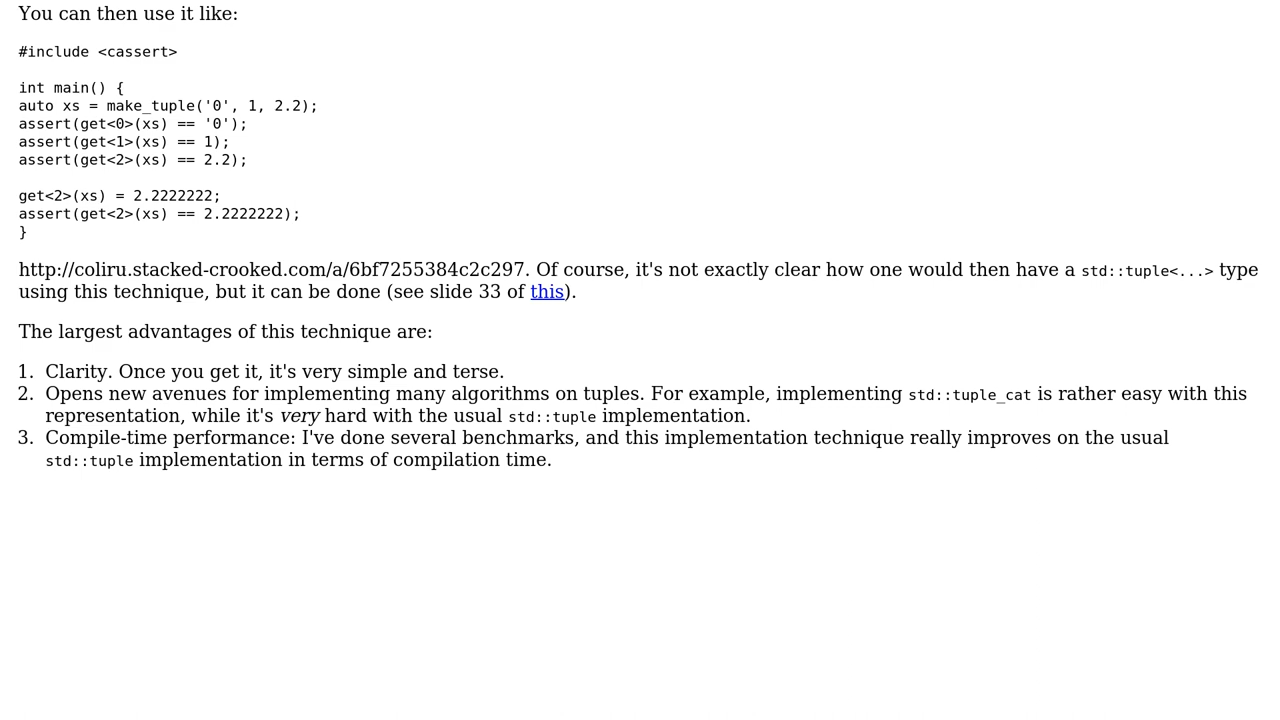 You can then use it like:
#include <cassert>
int main() {
auto xs = make_tuple('0', 1, 2.2);
assert(get<0>(xs) == '0');
assert(get<1>(xs) == 1);
assert(get<2>(xs) == 2.2);
get<2>(xs) = 2.2222222;
assert(get<2>(xs) == 2.2222222);
}
http://coliru.stacked-crooked.com/a/6bf7255384c2c297. Of course, it's not exactly clear how one would then have a std::tuple<...> type
using this technique, but it can be done (see slide 33 of this).
The largest advantages of this technique are:
1. Clarity. Once you get it, it's very simple and terse.
2. Opens new avenues for implementing many algorithms on tuples. For example, implementing std::tuple_cat is rather easy with this
representation, while it's very hard with the usual std::tuple implementation.
3. Compile-time performance: I've done several benchmarks, and this implementation technique really improves on the usual
std::tuple implementation in terms of compilation time.